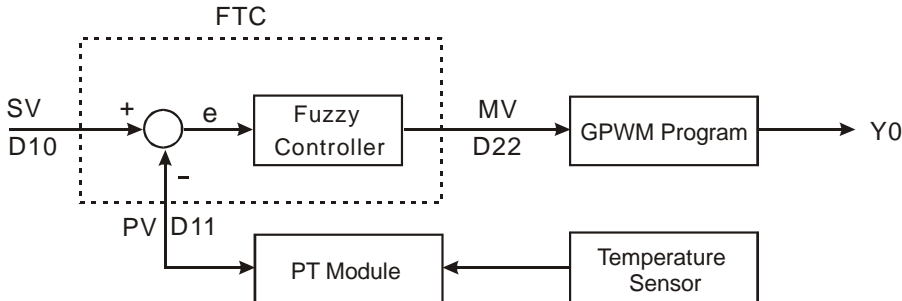 FTC
SV
D10
+
e
Fuzzy
Controller
MV
D22
GPWM Program
Y0
–
PV
D11
PT Module
Temperature
Sensor